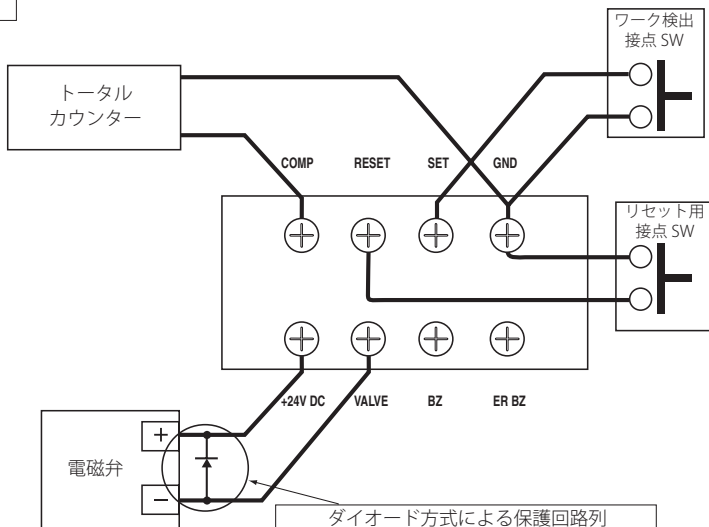 ワーク検出
接点 SW
トータル
カウンター
COMP RESET SET GND
リセット用
接点 SW
+24V DC VALVE BZ ER BZ
+
電磁弁
−
ダイオード方式による保護回路列